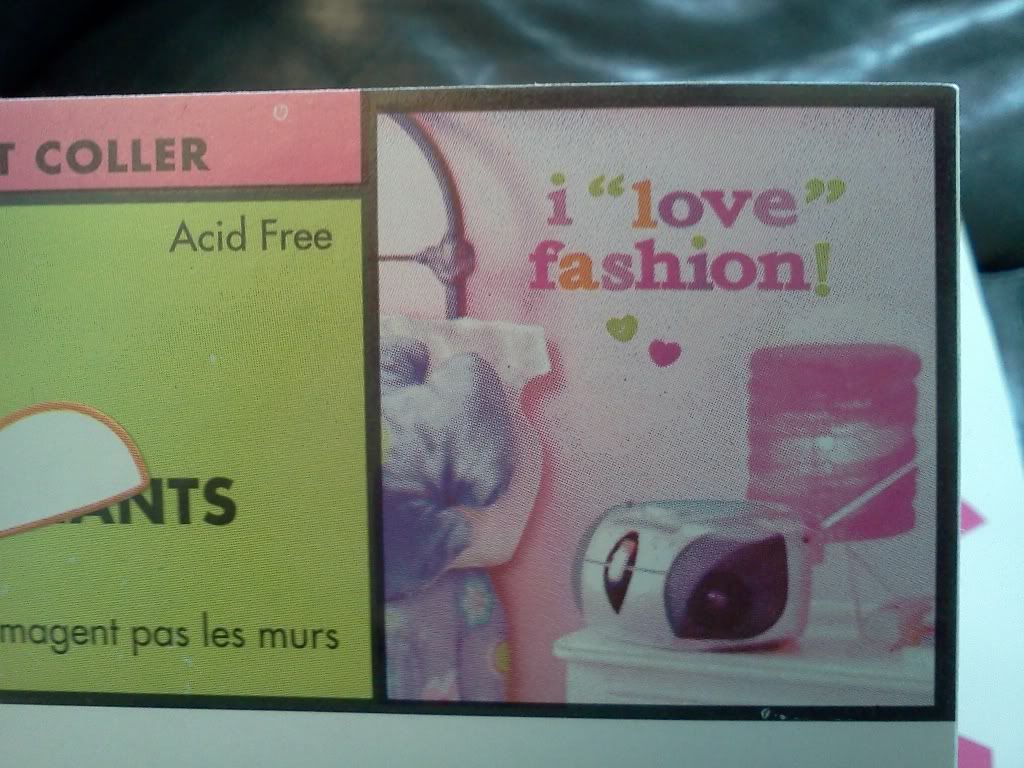 T COLLER
Acid Free
ANTS
magent pas les murs
i “love”
fashion!